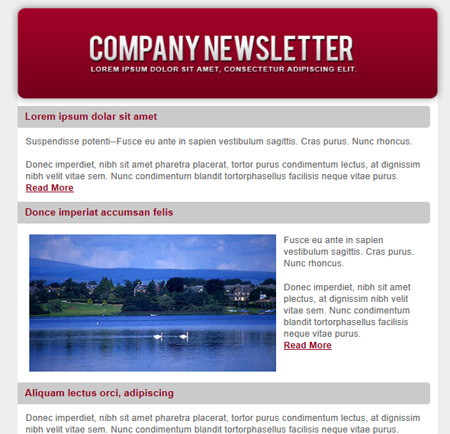 COMPANY NEWSLETTER
LOREM IPSUM DOLOR SIT AMET, CONSECTETUR ADIPISCING ELIT.
Lorem ipsum dolor sit amet
Suspendisse potenti--Fusce eu ante in sapien vestibulum sagittis. Cras purus. Nunc rhoncus.
Donec imperdiet, nibh sit amet pharetra placerat, tortor purus condimentum lectus, at dignissim
nibh velit vitae sem. Nunc condimentum blandit tortorphasellus facilisis neque vitae purus.
Read More
Donce imperiat accumsan felis
Fusce eu ante in sapien
vestibulum sagittis. Cras purus.
Nunc rhoncus.
Donec imperdiet, nibh sit amet
plectus, at dignissim nibh velit
vitae sem. Nunc condimentum
blandit tortorphasellus facilisis
neque vitae purus.
Read More
Aliquam lectus orci, adipiscing
Donec imperdiet, nibh sit amet pharetra placerat, tortor purus condimentum lectus, at dignissim
nibh velit vitae sem. Nunc condimentum blandit tortorphasellus facilisis neque vitae purus.